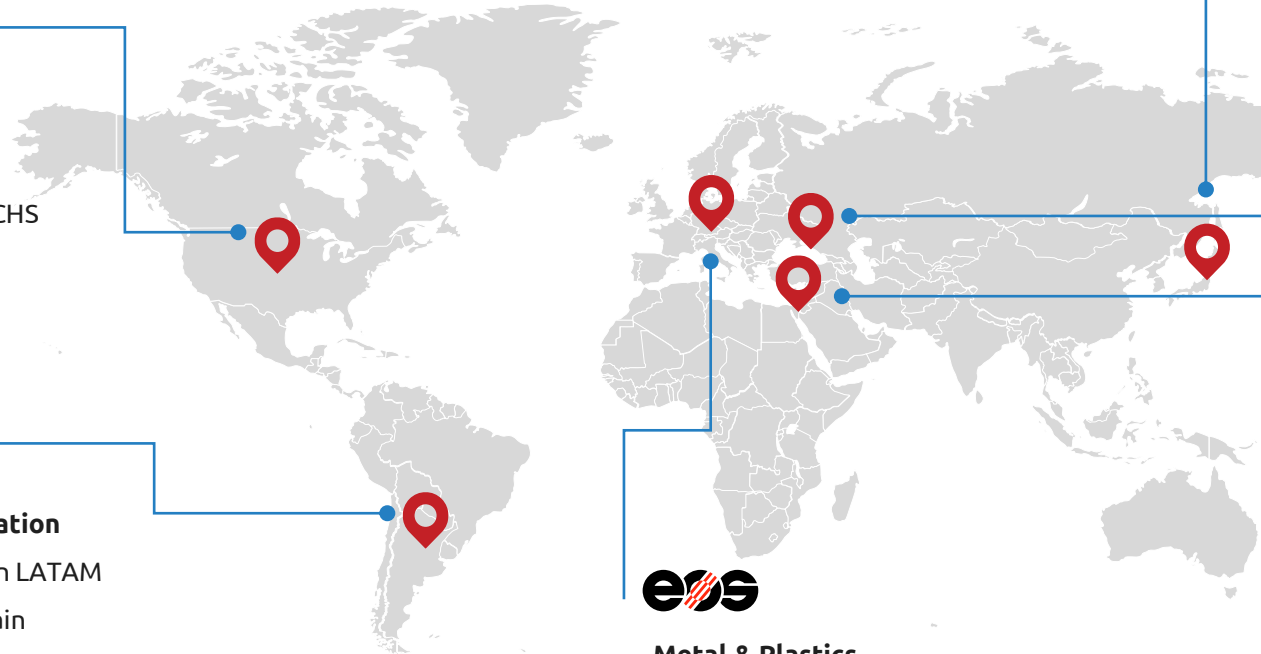 CHS
ation
n LATAM
ain
eos
Metal & Plastics